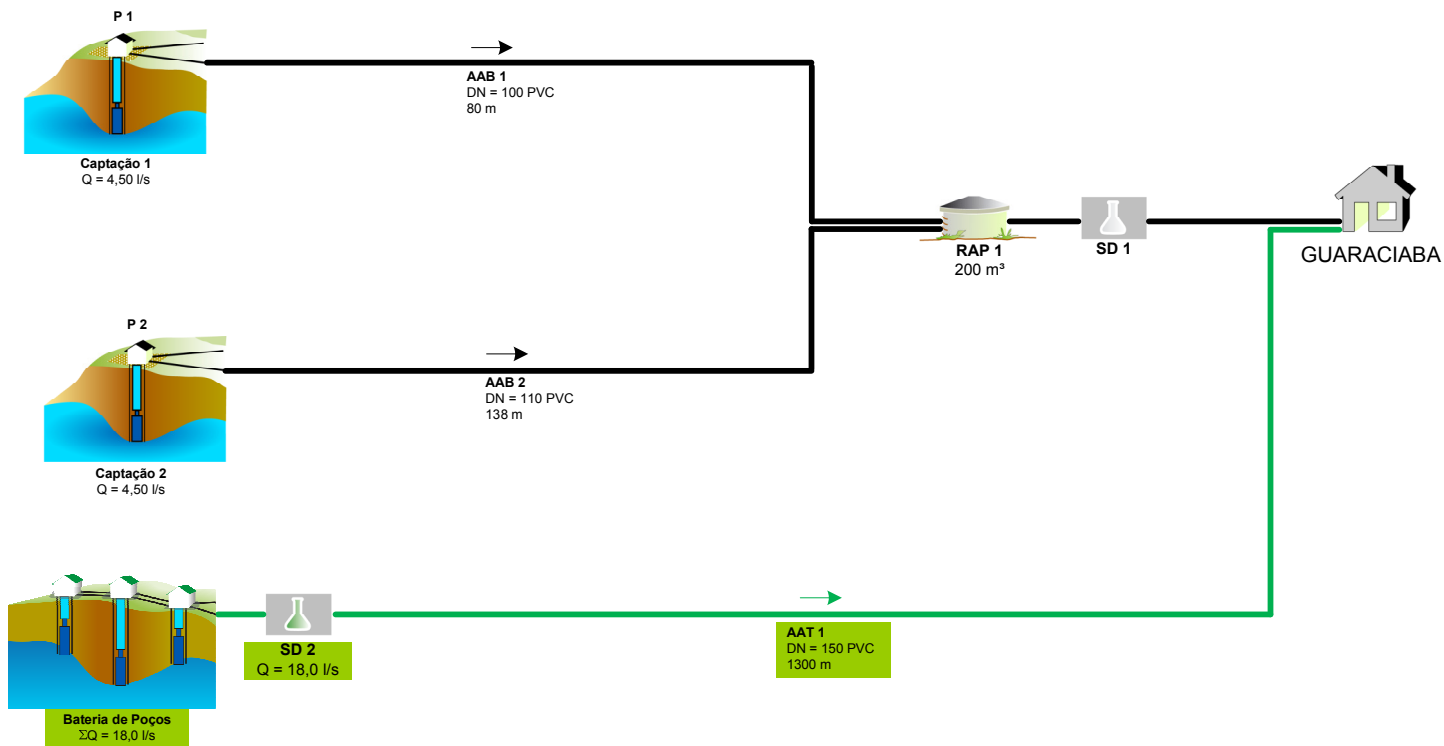 P 1
AAB 1
DN = 100 PVC
80 m
Captação 1
Q = 4,50 l/s
RAP 1
200 m³
SD 1
GUARACIABA
P 2
AAB 2
DN = 110 PVC
138 m
Captação 2
Q = 4,50 l/s
SD 2
Q = 18,0 l/s
AAT 1
DN = 150 PVC
1300 m
Bateria de Poços
ΣQ = 18,0 l/s